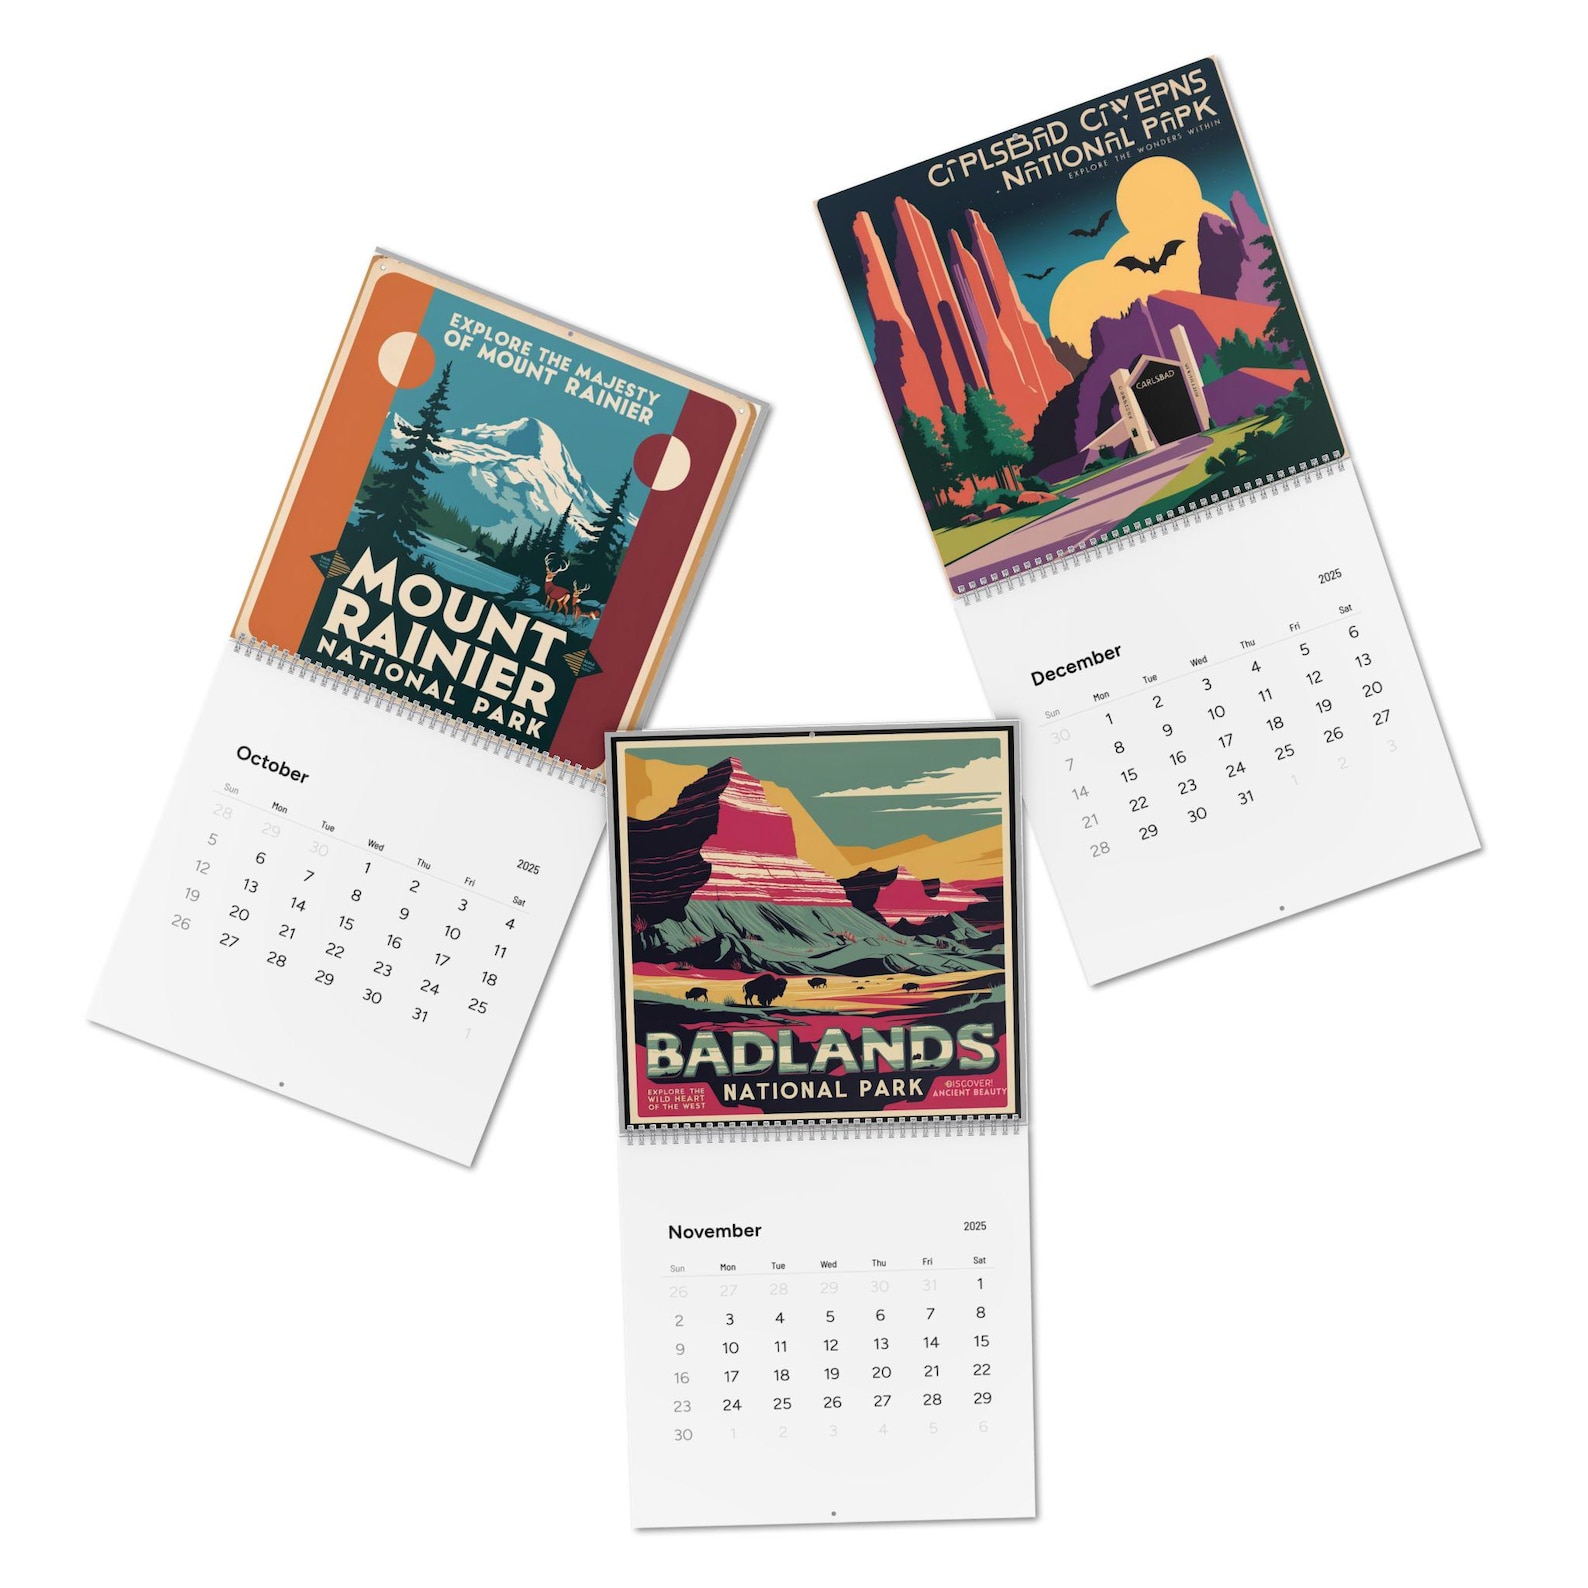 EXPLORE THE MAJESTY
OF MOUNT RAINIER
MOUNT
RAINIER
NATIONAL PARK
October
2025
Sun Mon Tue Wed Thu Fri Sat
28 29 30 1 2 3 4
5 6 7 8 9 10 11
12 13 14 15 16 17 18
19 20 21 22 23 24 25
26 27 28 29 30 31 1
CARLSBAD CAVERNS
NATIONAL PARK
EXPLORE THE WONDERS WITHIN
CARLSBAD
December
2025
Sun Mon Tue Wed Thu Fri Sat
30 1 2 3 4 5 6
7 8 9 10 11 12 13
14 15 16 17 18 19 20
21 22 23 24 25 26 27
28 29 30 31 1 2 3
BADLANDS
NATIONAL PARK
EXPLORE THE
WILD HEART
OF THE WEST
DISCOVER!
ANCIENT BEAUTY
November
2025
Sun Mon Tue Wed Thu Fri Sat
26 27 28 29 30 31 1
2 3 4 5 6 7 8
9 10 11 12 13 14 15
16 17 18 19 20 21 22
23 24 25 26 27 28 29
30 1 2 3 4 5 6